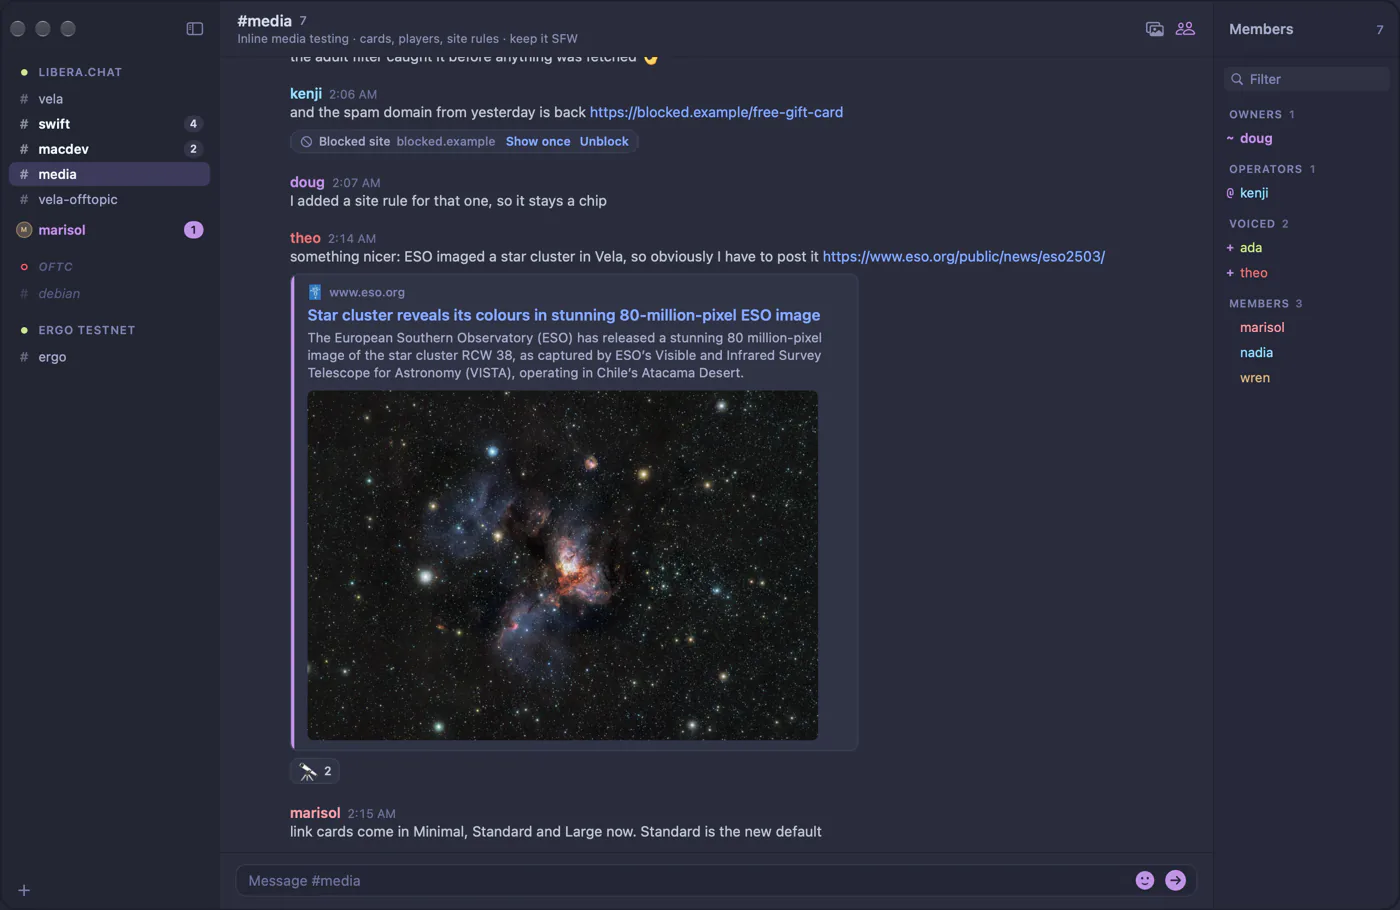 LIBERA.CHAT
# vela
# swift 4
# macdev 2
# media
# vela-offtopic
M marisol 1
OFTC
# debian
ERGO TESTNET
# ergo
+
#media 7
Inline media testing · cards, players, site rules · keep it SFW
the adult filter caught it before anything was fetched
kenji 2:06 AM
and the spam domain from yesterday is back https://blocked.example/free-gift-card
Blocked site blocked.example Show once Unblock
doug 2:07 AM
I added a site rule for that one, so it stays a chip
theo 2:14 AM
something nicer: ESO imaged a star cluster in Vela, so obviously I have to post it https://www.eso.org/public/news/eso2503/
www.eso.org
Star cluster reveals its colours in stunning 80-million-pixel ESO image
The European Southern Observatory (ESO) has released a stunning 80 million-pixel
image of the star cluster RCW 38, as captured by ESO’s Visible and Infrared Survey
Telescope for Astronomy (VISTA), operating in Chile’s Atacama Desert.
2
marisol 2:15 AM
link cards come in Minimal, Standard and Large now. Standard is the new default
Message #media
Members 7
Filter
OWNERS 1
~ doug
OPERATORS 1
@ kenji
VOICED 2
+ ada
+ theo
MEMBERS 3
marisol
nadia
wren